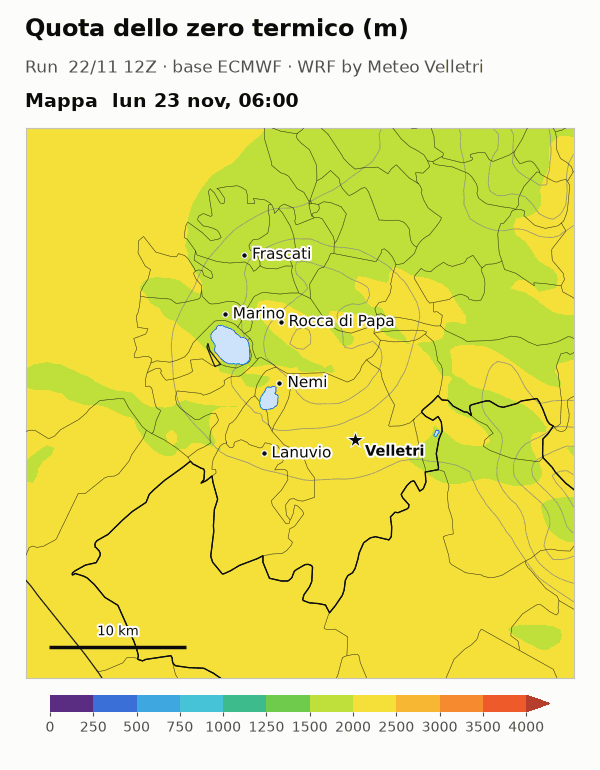 Quota dello zero termico (m)
Run  22/11 12Z · base ECMWF · WRF by Meteo Velletri
Mappa  lun 23 nov, 06:00
Frascati
Marino
Rocca di Papa
Nemi
Velletri
Lanuvio
10 km
0 250 500 750 1000 1250 1500 2000 2500 3000 3500 4000